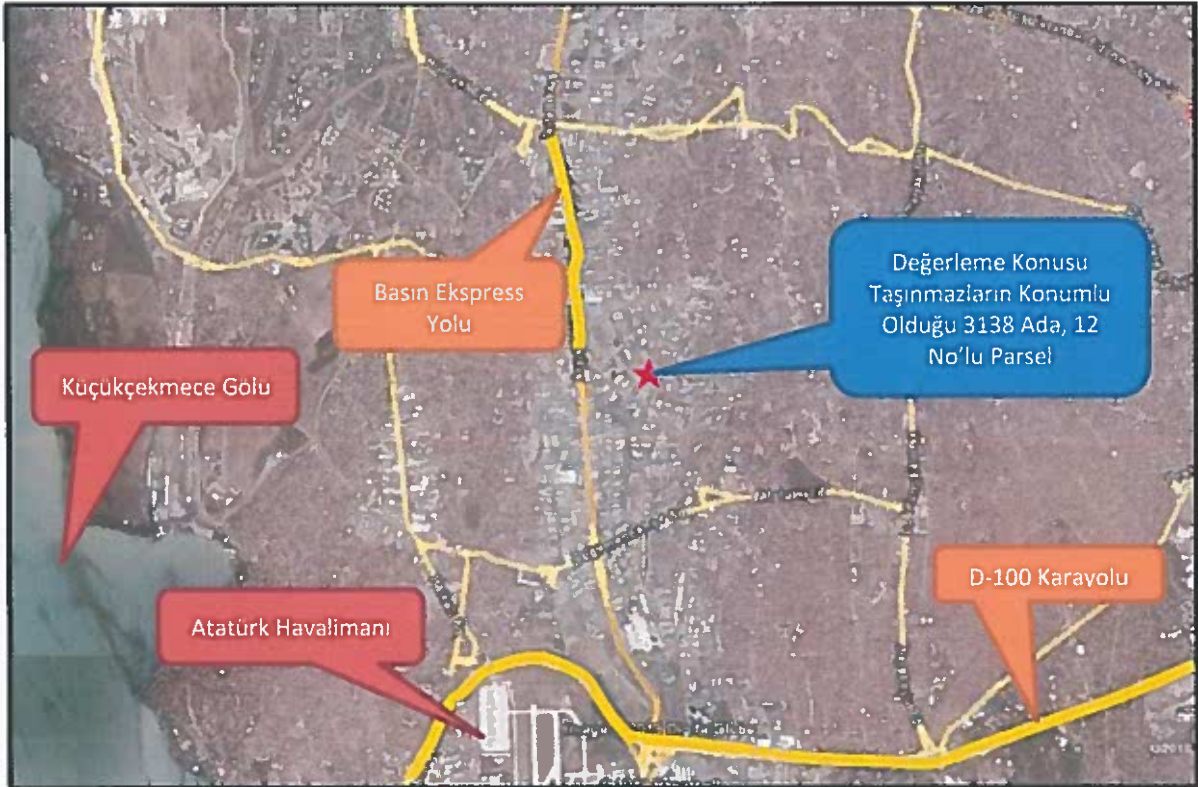 Basın Ekspress
Yolu
Değerleme Konusu
Taşınmazların Konumlu
Olduğu 3138 Ada, 12
No'lu Parsel
Küçükçekmece Gölu
D-100 Karayolu
Atatürk Havalimanı